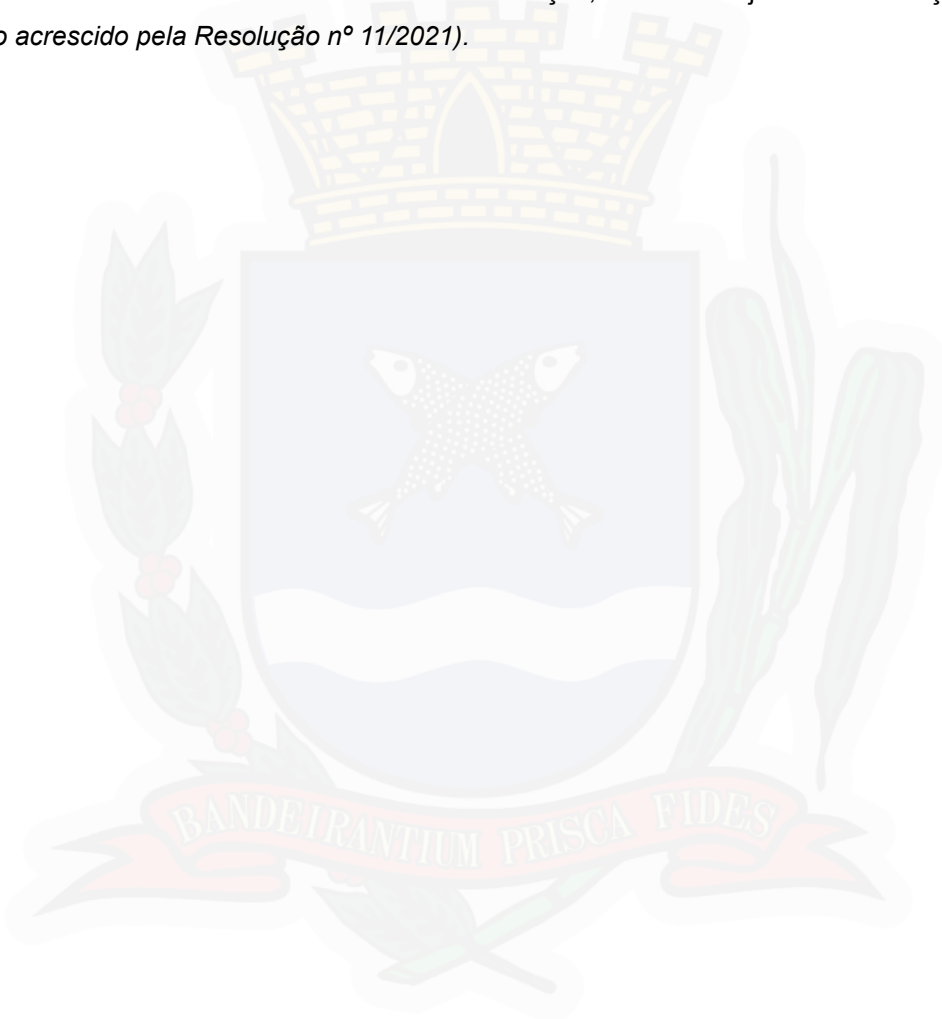 o acrescido pela Resolução nº 11/2021).
BANDEIRANTIUM PRISCA FIDES